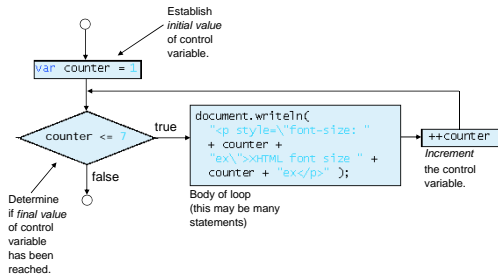 Establish
initial value
of control
variable.
var counter = 1
counter <= 7
true
false
document.writeln(
"<p style=\"font-size: "
+ counter +
"ex\">XHTML font size " +
counter + "ex</p>" );
++counter
Increment
the control
variable.
Body of loop
(this may be many
statements)
Determine
if final value
of control
variable
has been
reached.